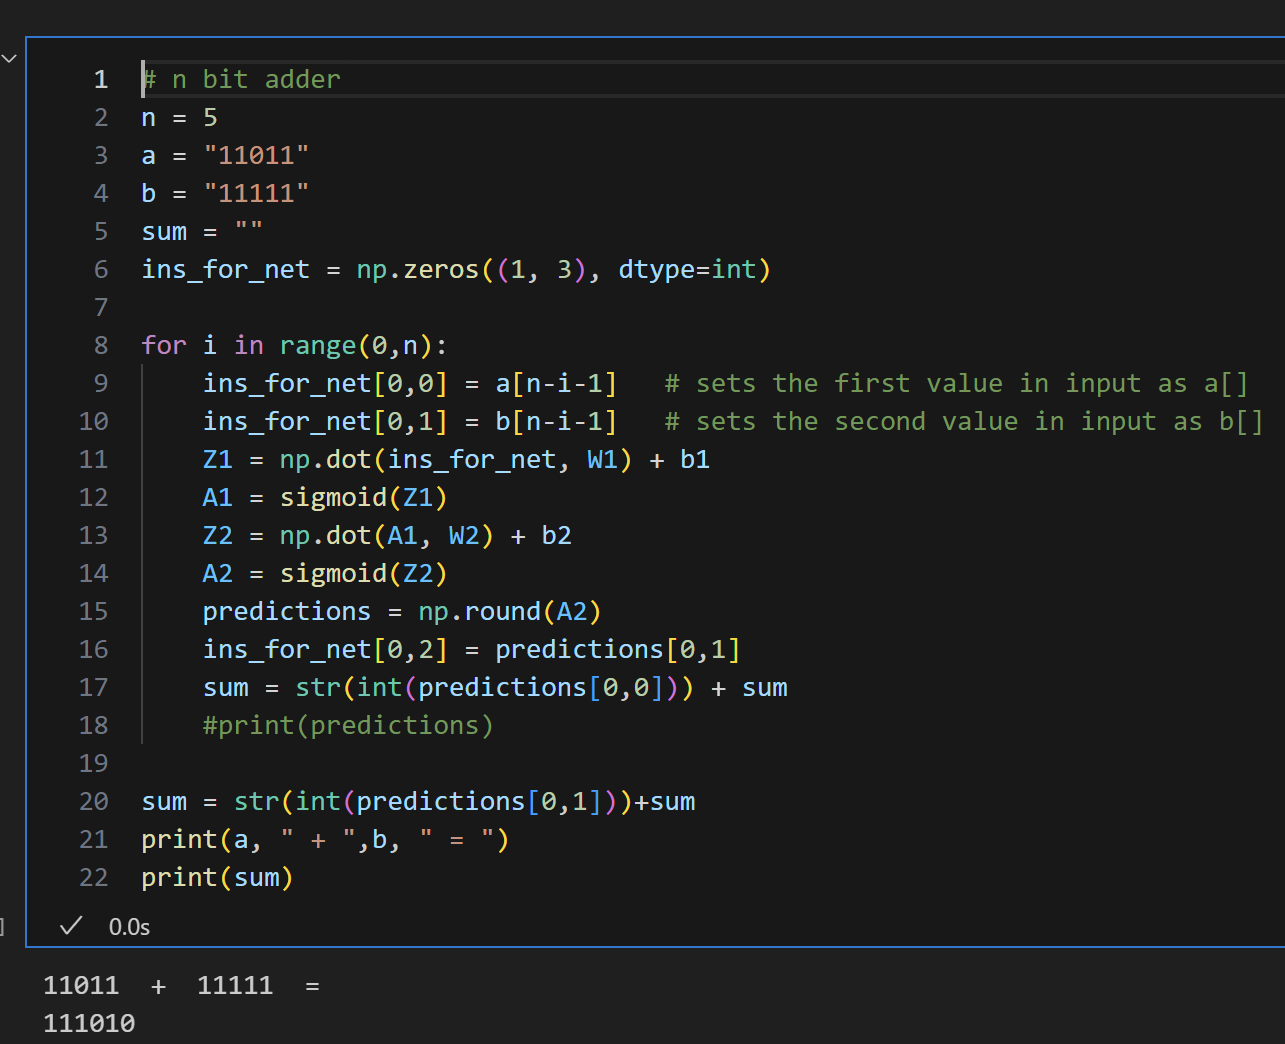 1 # n bit adder
2 n = 5
3 a = "11011"
4 b = "11111"
5 sum = ""
6 ins_for_net = np.zeros((1, 3), dtype=int)
7
8 for i in range(0,n):
9     ins_for_net[0,0] = a[n-i-1]   # sets the first value in input as a[]
10     ins_for_net[0,1] = b[n-i-1]   # sets the second value in input as b[]
11     Z1 = np.dot(ins_for_net, W1) + b1
12     A1 = sigmoid(Z1)
13     Z2 = np.dot(A1, W2) + b2
14     A2 = sigmoid(Z2)
15     predictions = np.round(A2)
16     ins_for_net[0,2] = predictions[0,1]
17     sum = str(int(predictions[0,0])) + sum
18     #print(predictions)
19
20 sum = str(int(predictions[0,1]))+sum
21 print(a, " + ",b, " = ")
22 print(sum)
] ✓ 0.0s
11011  +  11111  =
111010